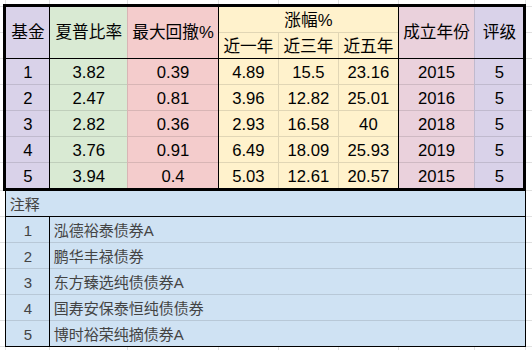 基金 夏普比率 最大回撤% 涨幅% 成立年份 评级
近一年 近三年 近五年
1 3.82 0.39 4.89 15.5 23.16 2015 5
2 2.47 0.81 3.96 12.82 25.01 2016 5
3 2.82 0.36 2.93 16.58 40 2018 5
4 3.76 0.91 6.49 18.09 25.93 2019 5
5 3.94 0.4 5.03 12.61 20.57 2015 5
注释
1 泓德裕泰债券A
2 鹏华丰禄债券
3 东方臻选纯债债券A
4 国寿安保泰恒纯债债券
5 博时裕荣纯摘债券A